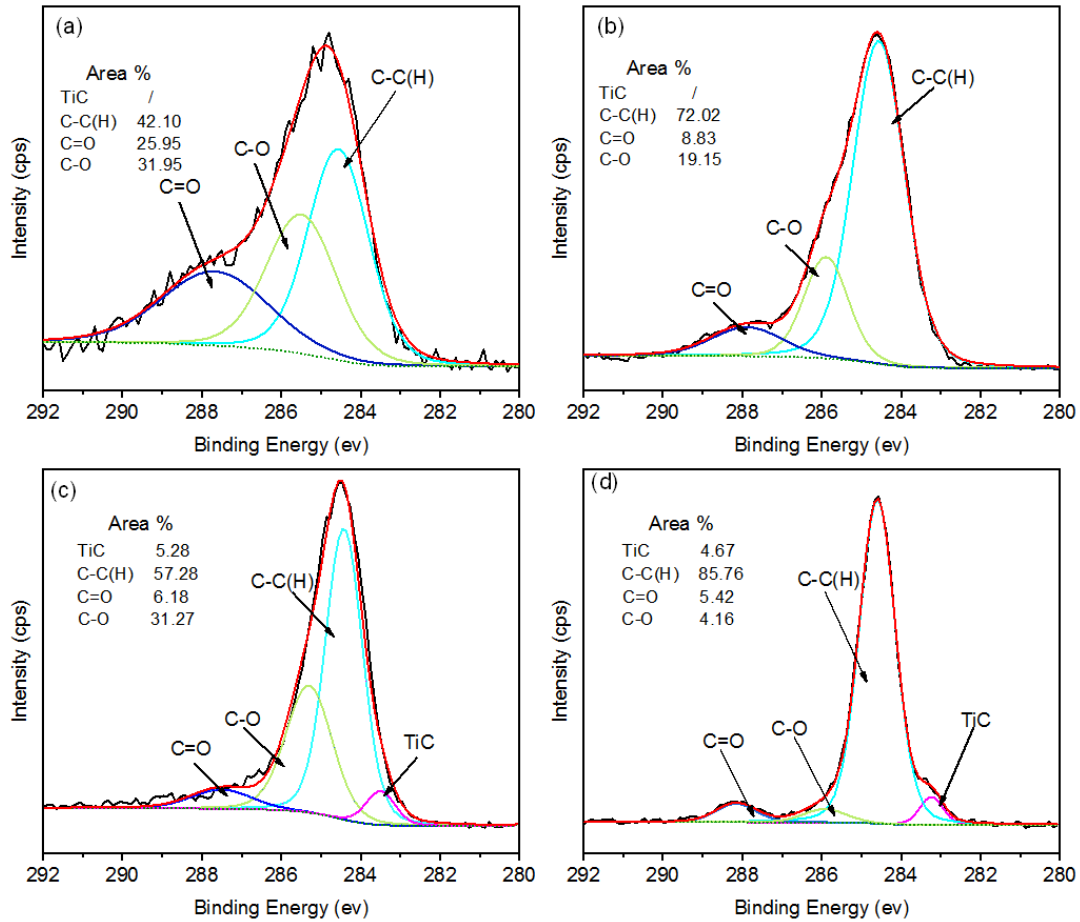 (a)
Area %
TiC /
C-C(H) 42.10
C=O 25.95
C-O 31.95
C-C(H)
C-O
C=O
Intensity (cps)
292 290 288 286 284 282 280
Binding Energy (ev)
(b)
Area %
TiC /
C-C(H) 72.02
C=O 8.83
C-O 19.15
C-C(H)
C-O
C=O
Intensity (cps)
292 290 288 286 284 282 280
Binding Energy (ev)
(c)
Area %
TiC 5.28
C-C(H) 57.28
C=O 6.18
C-O 31.27
C-C(H)
C-O
C=O
TiC
Intensity (cps)
292 290 288 286 284 282 280
Binding Energy (ev)
(d)
Area %
TiC 4.67
C-C(H) 85.76
C=O 5.42
C-O 4.16
C-C(H)
C=O
C-O
TiC
Intensity (cps)
292 290 288 286 284 282 280
Binding Energy (ev)